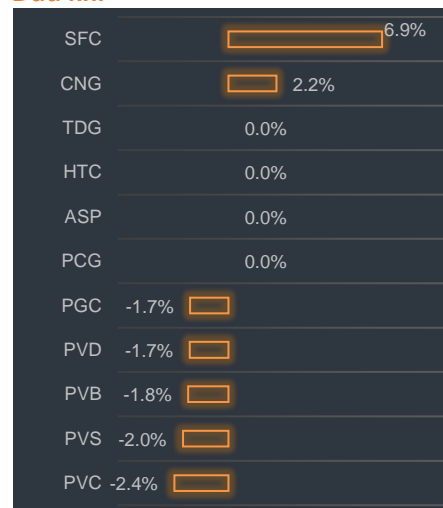 SFC 6.9%
CNG 2.2%
TDG 0.0%
HTC 0.0%
ASP 0.0%
PCG 0.0%
PGC -1.7%
PVD -1.7%
PVB -1.8%
PVS -2.0%
PVC -2.4%